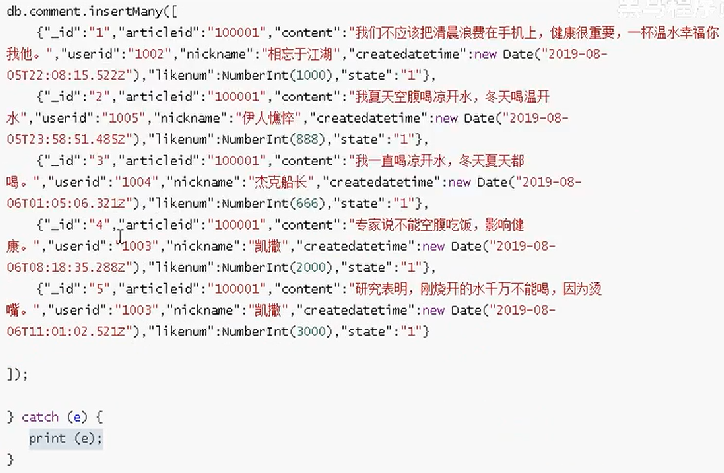 db.comment.insertMany([
{"_id":"1","articleid":"100001","content":"我们不应该把清晨浪费在手机上，健康很重要，一杯温水幸福你
我他。","userid":"1002","nickname":"相忘于江湖","createdatetime":new Date("2019-08-
05T22:08:15.522Z"),"likenum":NumberInt(1000),"state":"1"},
{"_id":"2","articleid":"100001","content":"我夏天空腹喝凉开水，冬天喝温开
水","userid":"1005","nickname":"伊人憔悴","createdatetime":new Date("2019-08-
05T23:58:51.485Z"),"likenum":NumberInt(888),"state":"1"},
{"_id":"3","articleid":"100001","content":"我一直喝凉开水，冬天夏天都
喝。","userid":"1004","nickname":"杰克船长","createdatetime":new Date("2019-08-
06T01:05:06.321Z"),"likenum":NumberInt(666),"state":"1"},
{"_id":"4","articleid":"100001","content":"专家说不能空腹吃饭，影响健
康。","userid":"1003","nickname":"凯撒","createdatetime":new Date("2019-08-
06T08:18:35.288Z"),"likenum":NumberInt(2000),"state":"1"},
{"_id":"5","articleid":"100001","content":"研究表明，刚烧开的水千万不能喝，因为烫
嘴。","userid":"1003","nickname":"凯撒","createdatetime":new Date("2019-08-
06T11:01:02.521Z"),"likenum":NumberInt(3000),"state":"1"}
]);
} catch (e) {
print (e);
}